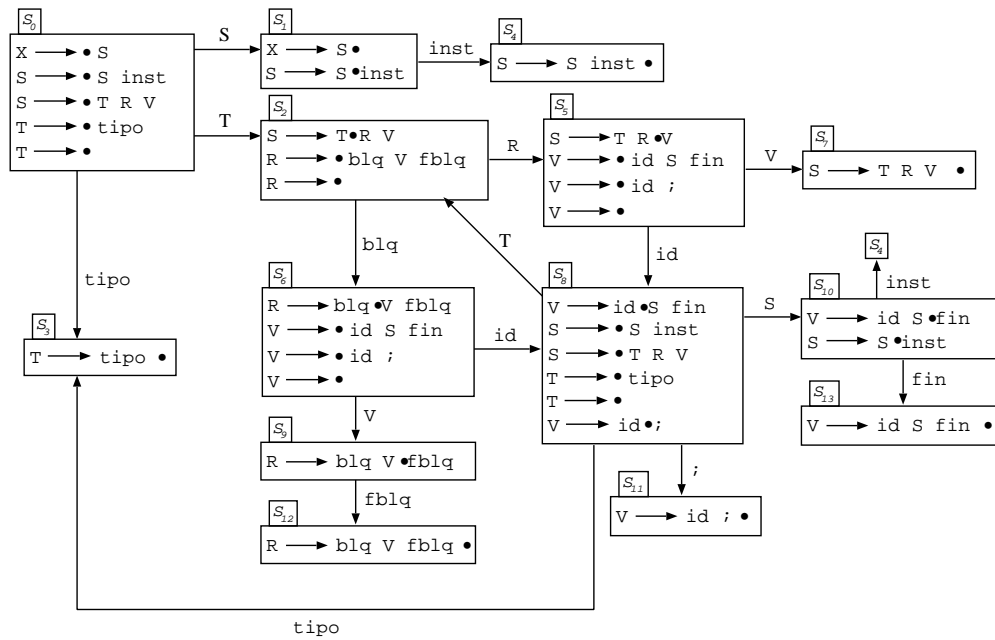 S0
X → • S
S → • S inst
S → • T R V
T → • tipo
T → •
S
S1
X → S •
S → S • inst
inst
S4
S → S inst •
T
S2
S → T • R V
R → • blq V fblq
R → •
R
S5
S → T R • V
V → • id S fin
V → • id ;
V → •
V
S7
S → T R V •
tipo
blq
T
id
S3
T → tipo •
S6
R → blq • V fblq
V → • id S fin
V → • id ;
V → •
id
S8
V → id • S fin
S → • S inst
S → • T R V
T → • tipo
T → •
V → id • ;
S
S4
inst
S10
V → id S • fin
S → S • inst
fin
S13
V → id S fin •
V
S9
R → blq V • fblq
fblq
S12
R → blq V fblq •
;
S11
V → id ; •
tipo